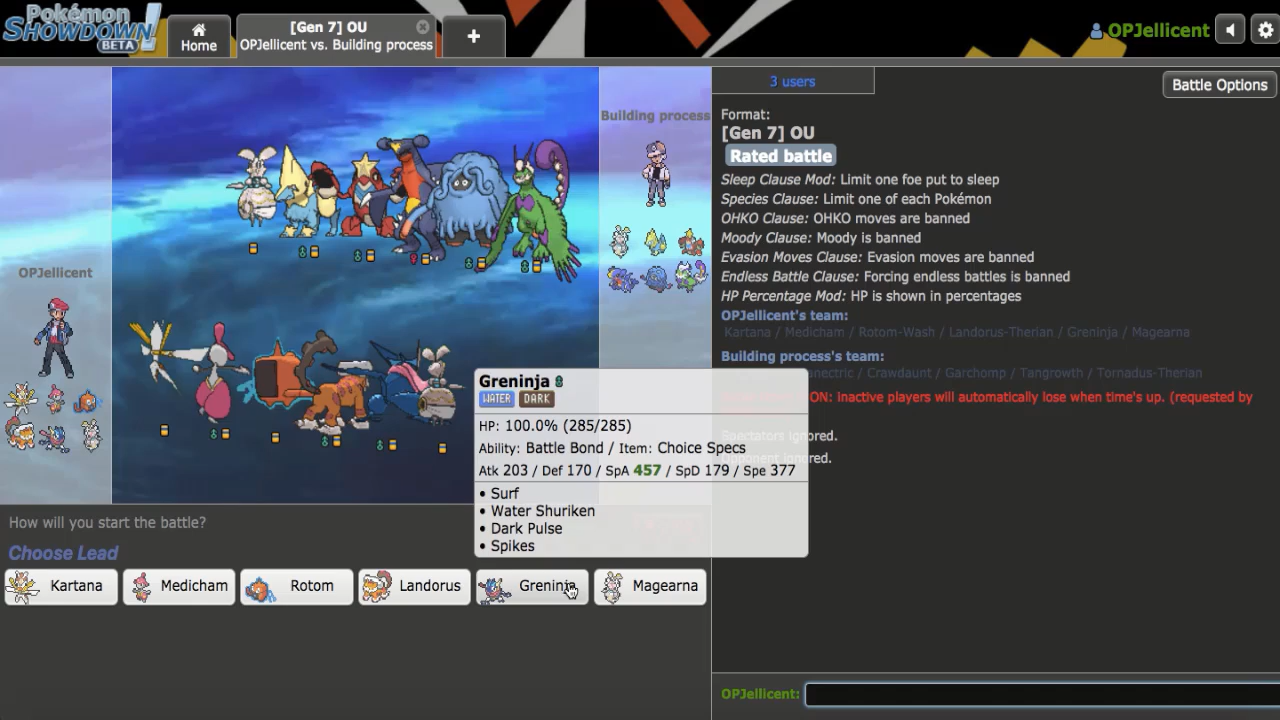 Pokémon
SHOWDOWN!
BETA
Home
[Gen 7] OU
OPJellicent vs. Building process
+
OPJellicent
3 users
Battle Options
Format:
[Gen 7] OU
Rated battle
Sleep Clause Mod: Limit one foe put to sleep
Species Clause: Limit one of each Pokémon
OHKO Clause: OHKO moves are banned
Moody Clause: Moody is banned
Evasion Moves Clause: Evasion moves are banned
Endless Battle Clause: Forcing endless battles is banned
HP Percentage Mod: HP is shown in percentages
OPJellicent's team:
Kartana / Medicham / Rotom-Wash / Landorus-Therian / Greninja / Magearna
Building process's team:
anectric / Crawdaunt / Garchomp / Tangrowth / Tornadus-Therian
ON: inactive players will automatically lose when time's up. (requested by
Spectators ignored.
Opponent ignored.
OPJellicent:
Building process
OPJellicent
Greninja
WATER DARK
HP: 100.0% (285/285)
Ability: Battle Bond / Item: Choice Specs
Atk 203 / Def 170 / SpA 457 / SpD 179 / Spe 377
• Surf
• Water Shuriken
• Dark Pulse
• Spikes
How will you start the battle?
Choose Lead
Kartana
Medicham
Rotom
Landorus
Greninja
Magearna